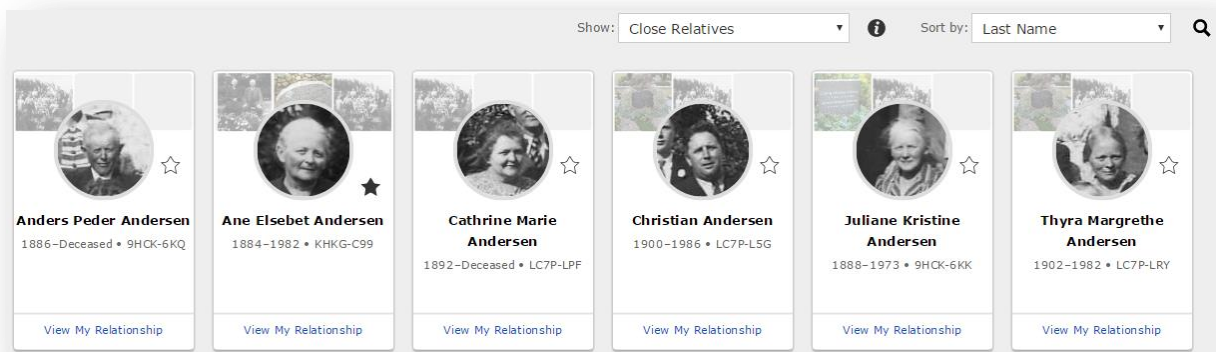 Show: Close Relatives Sort by: Last Name
Anders Peder Andersen
1886–Deceased • 9HCK-6KQ
View My Relationship
Ane Elsebet Andersen
1884–1982 • KHKG-C99
View My Relationship
Cathrine Marie
Andersen
1892–Deceased • LC7P-LPF
View My Relationship
Christian Andersen
1900–1986 • LC7P-L5G
View My Relationship
Juliane Kristine
Andersen
1888–1973 • 9HCK-6KK
View My Relationship
Thyra Margrethe
Andersen
1902–1982 • LC7P-LRY
View My Relationship